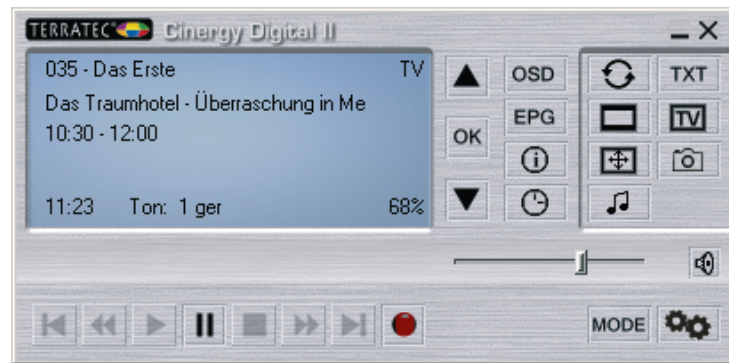 TERRATEC Cinergy Digital II
035 - Das Erste TV
Das Traumhotel - Überraschung in Me
10:30 - 12:00
11:23 Ton: 1 ger 68%
OK
OSD
EPG
TXT
TV
MODE